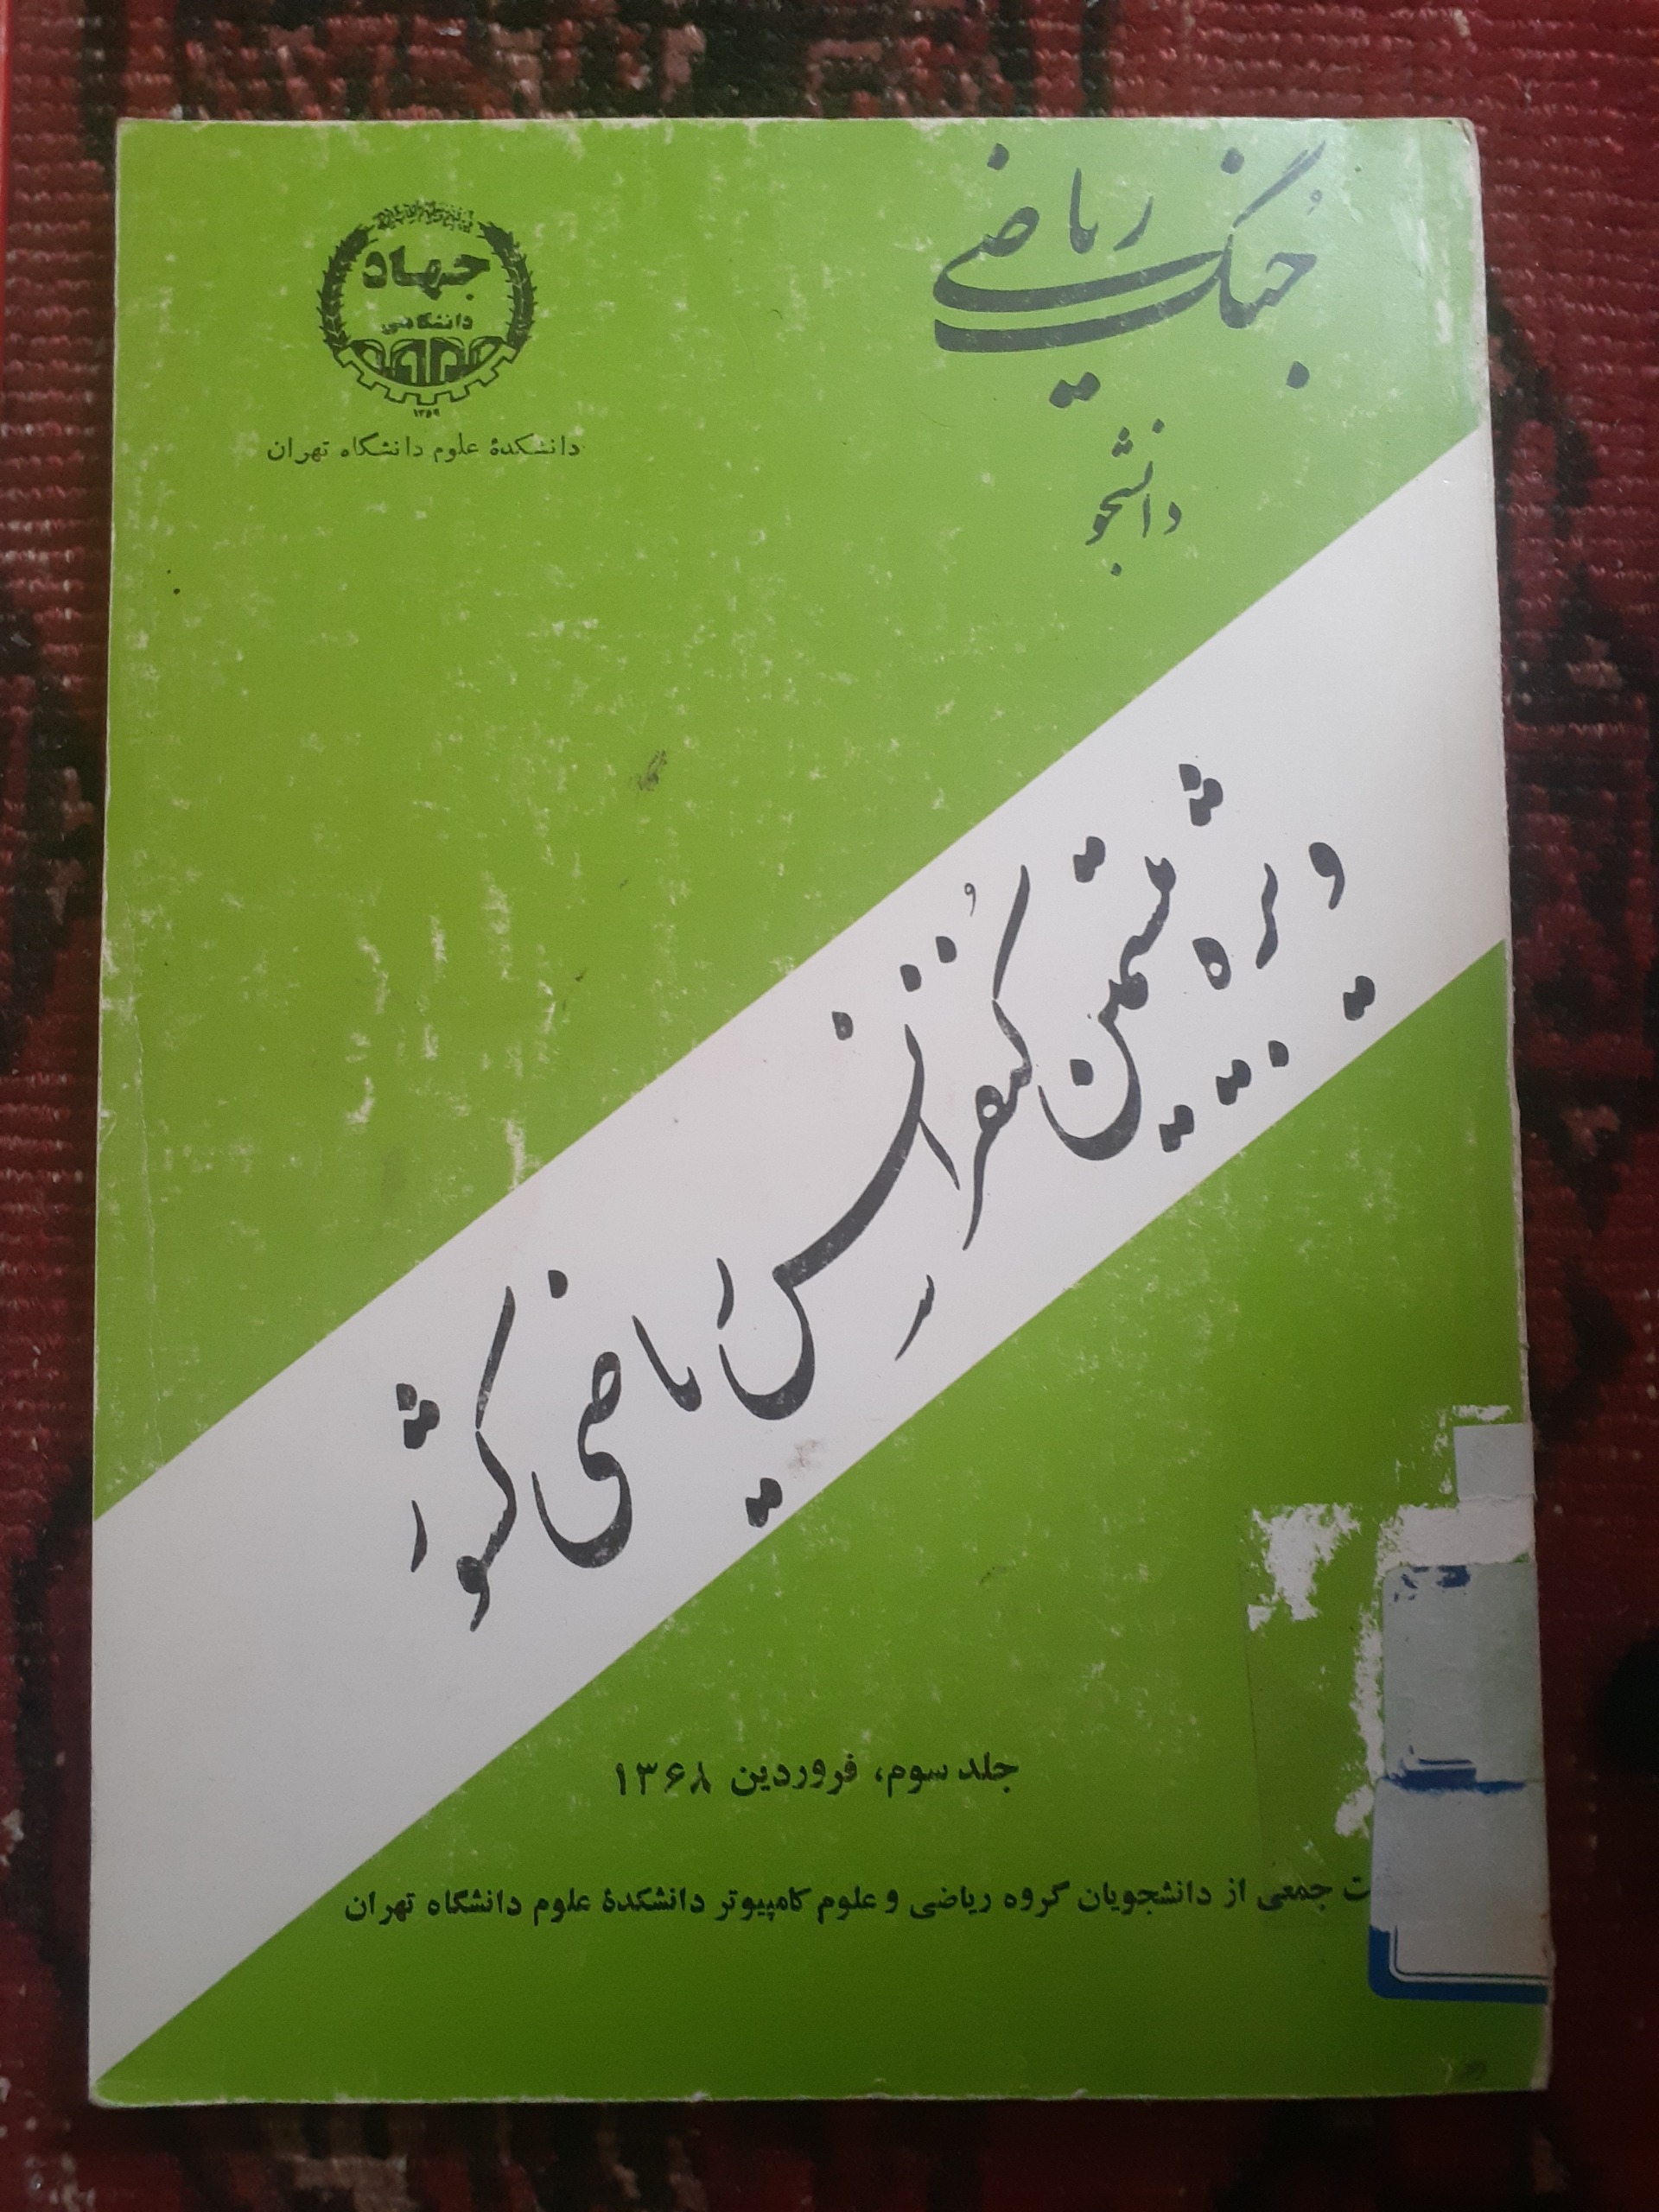 جُنگ ریاضی
دانشجو
جهاد
دانشگاهی
۱۳۵۹
دانشکدهٔ علوم دانشگاه تهران
ویژه بیستمین کنفرانس ریاضی کشور
جلد سوم، فروردین ۱۳۶۸
جمعی از دانشجویان گروه ریاضی و علوم کامپیوتر دانشکدهٔ علوم دانشگاه تهران